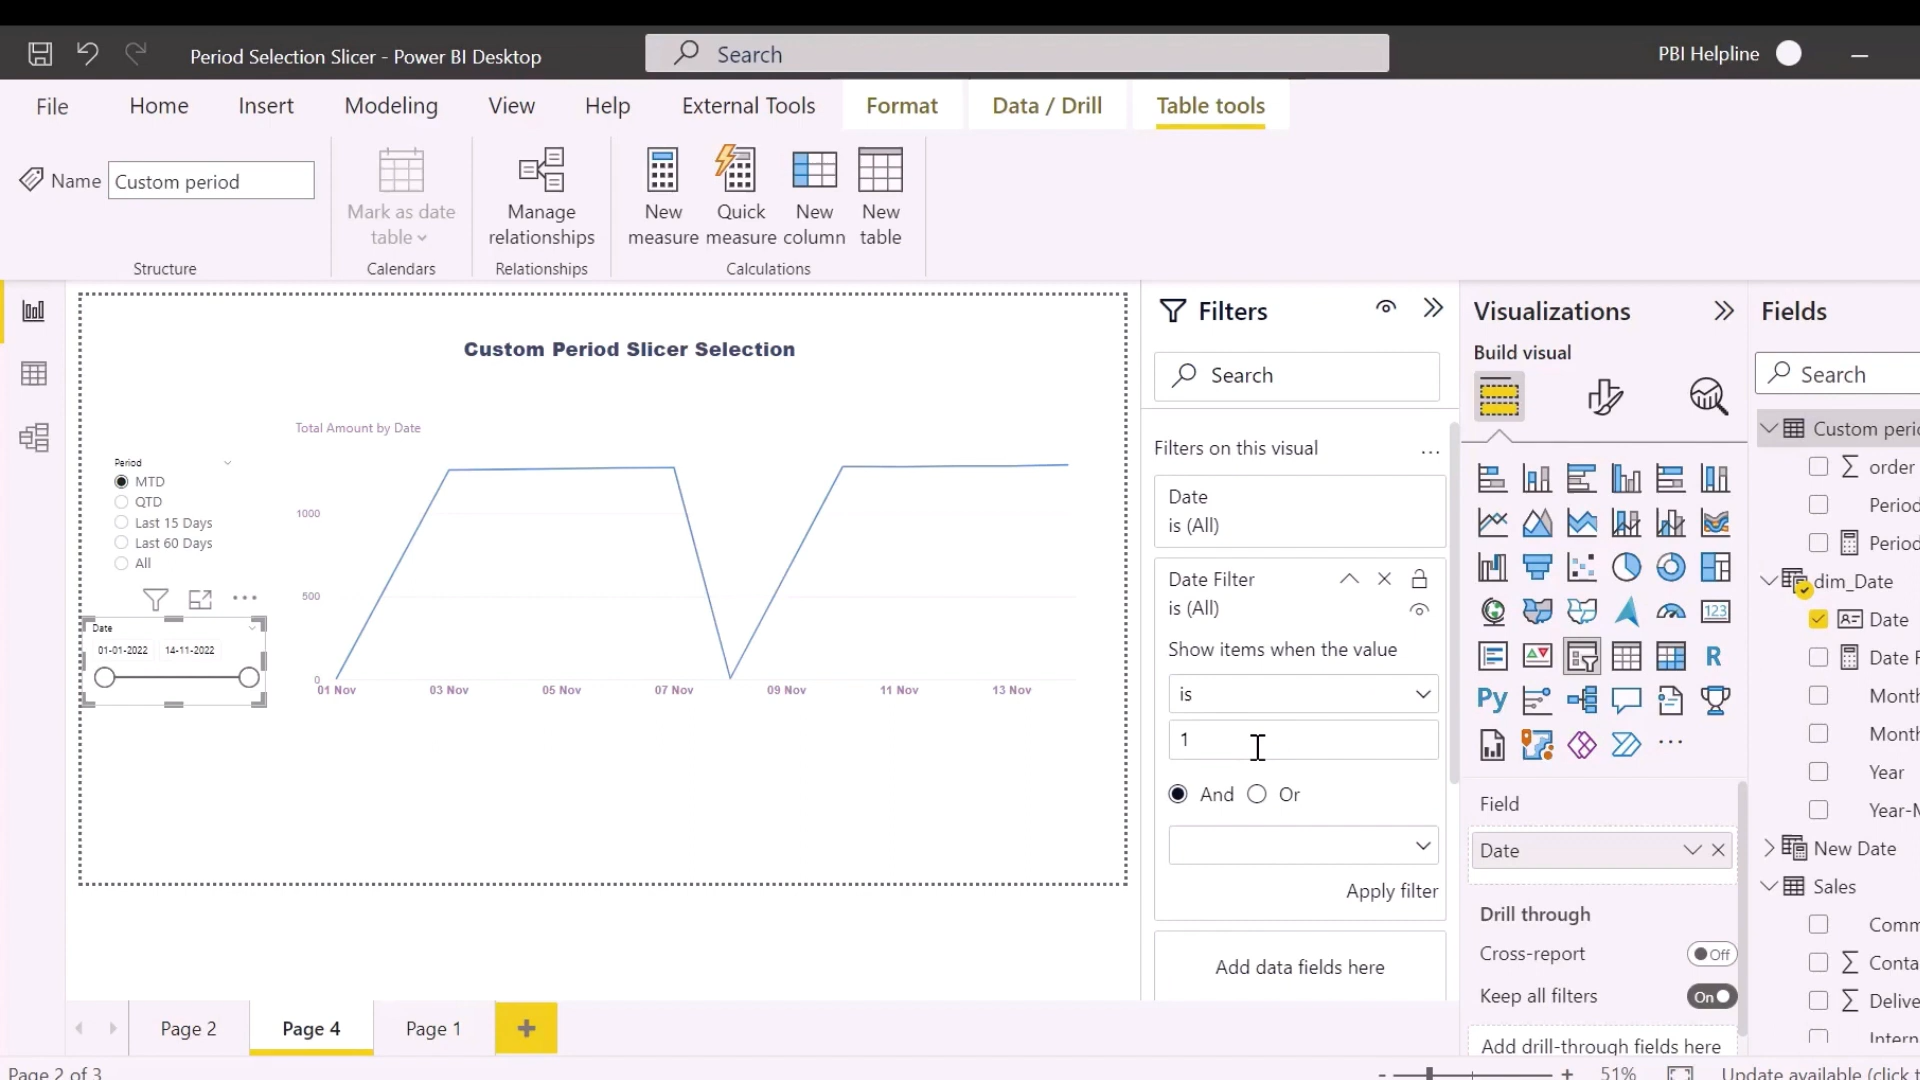 Period Selection Slicer - Power BI Desktop
Search
PBI Helpline
File
Home
Insert
Modeling
View
Help
External Tools
Format
Data / Drill
Table tools
Name
Custom period
Mark as date table
Manage relationships
New measure
Quick measure
New column
New table
Structure
Calendars
Relationships
Calculations
Custom Period Slicer Selection
Total Amount by Date
Period
MTD
QTD
Last 15 Days
Last 60 Days
All
Date
01-01-2022
14-11-2022
1000
500
0
01 Nov
03 Nov
05 Nov
07 Nov
09 Nov
11 Nov
13 Nov
Filters
Search
Filters on this visual
...
Date
is (All)
Date Filter
is (All)
Show items when the value
is
1
And
Or
Apply filter
Add data fields here
Visualizations
Build visual
123
R
Py
...
Field
Date
Drill through
Cross-report
Off
Keep all filters
On
Add drill-through fields here
Fields
Search
Custom peri
order
Period
Period
dim_Date
Date
Date F
Month
Month
Year
Year-M
New Date
Sales
Comm
Conta
Delive
Intern
Page 2
Page 4
Page 1
+
Page 2 of 3
-
+
51%
Update available (click t